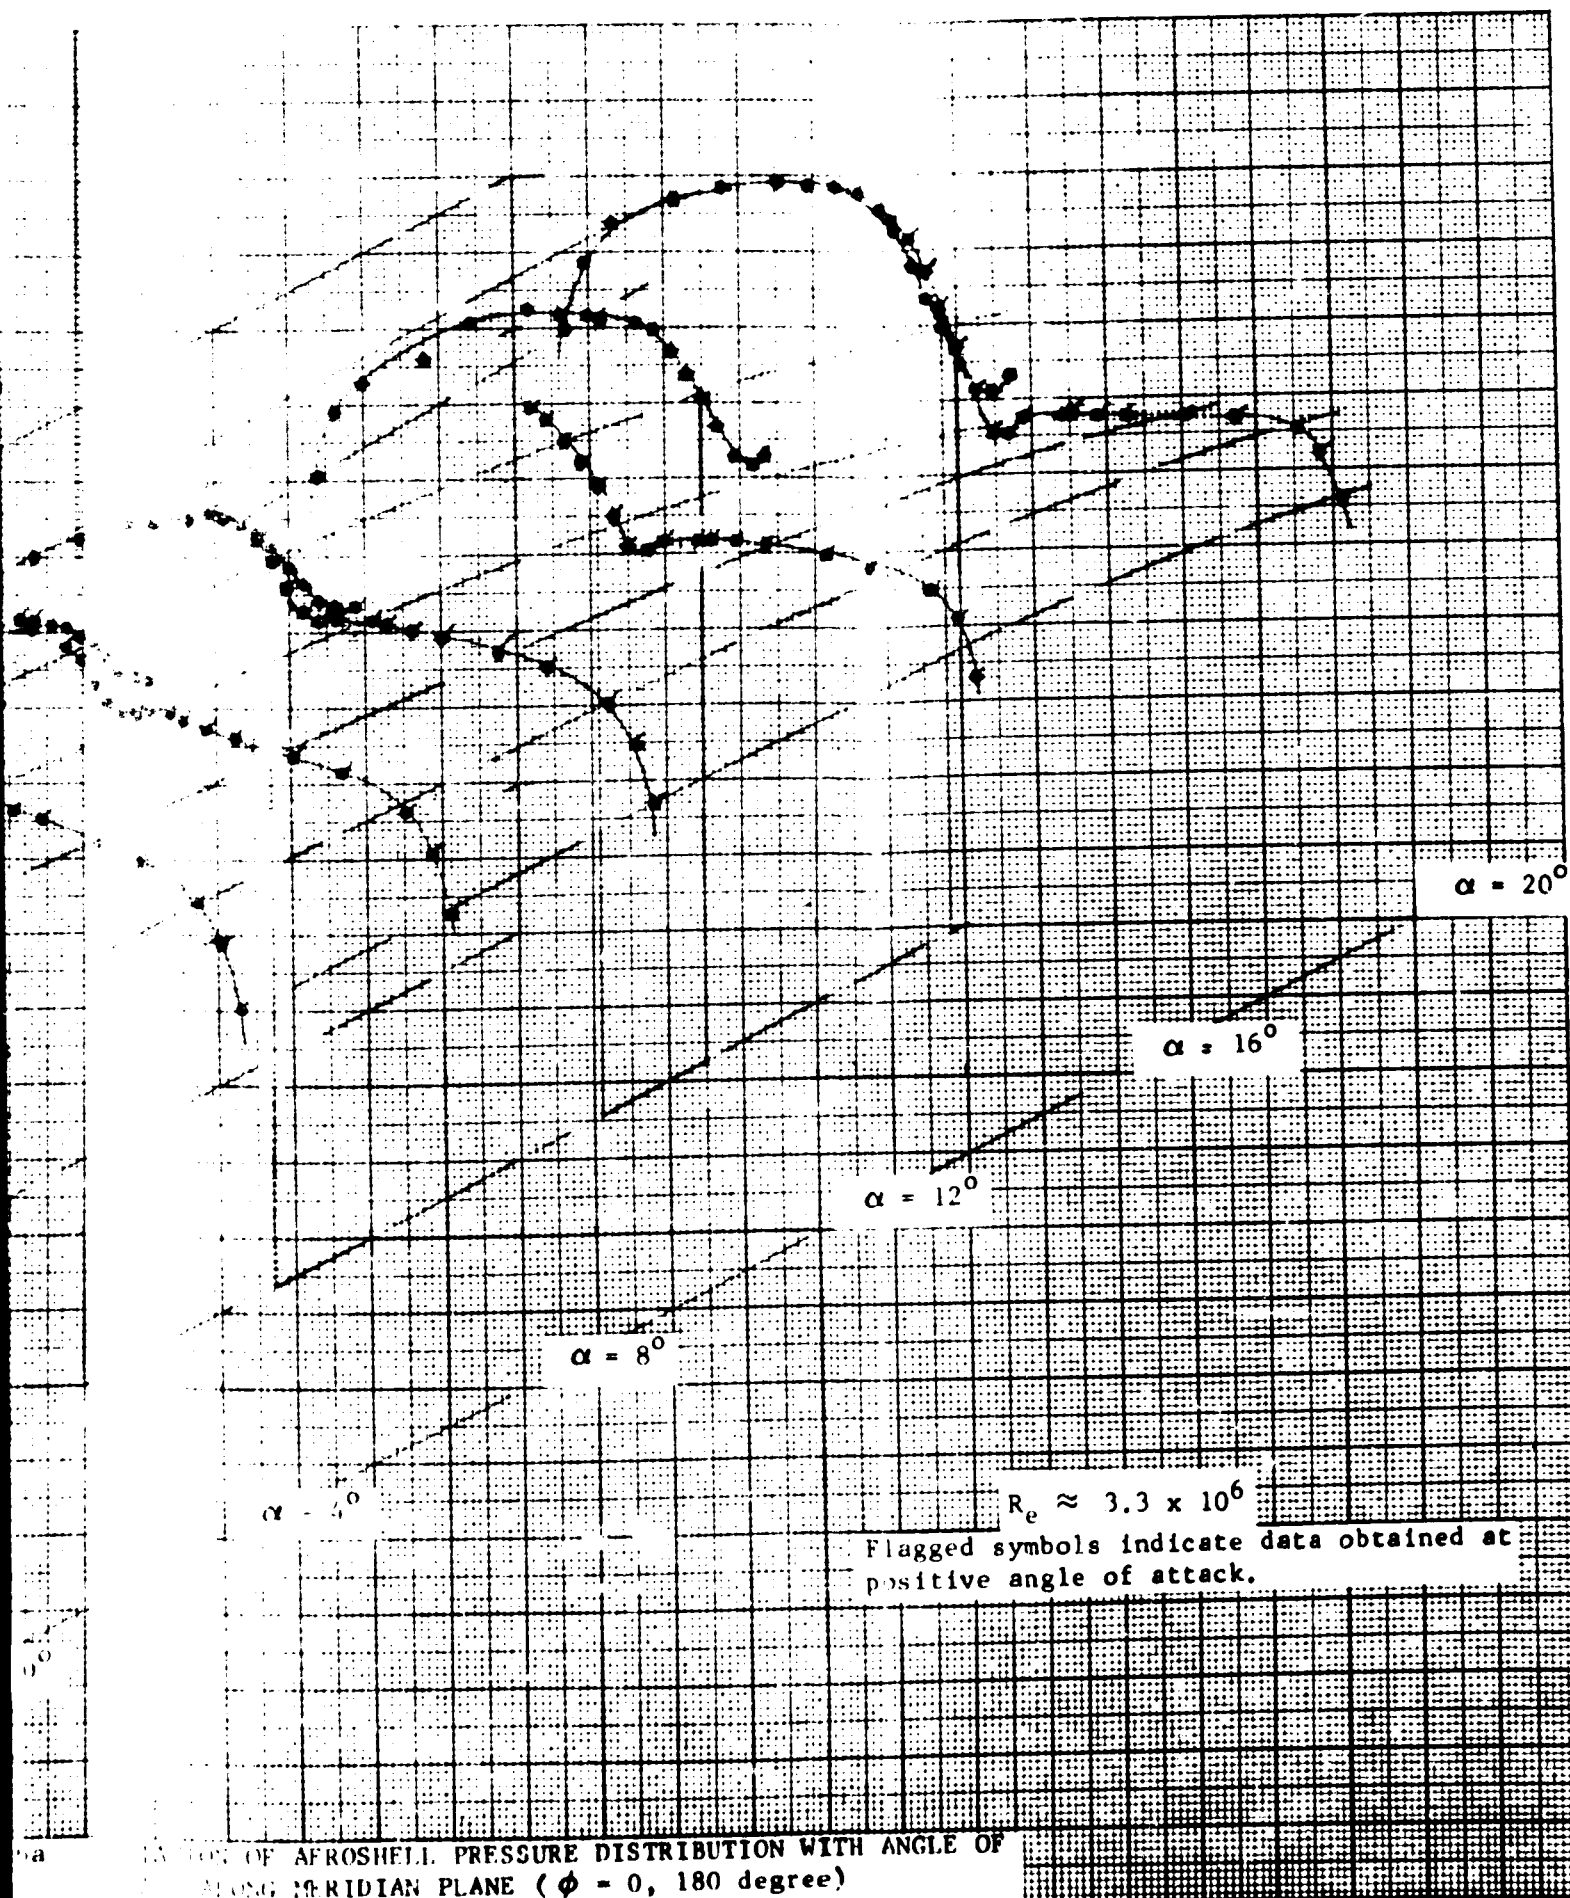 α = 20°
α = 16°
α = 12°
α = 8°
α
R_e ≈ 3.3 x 10^6
Flagged symbols indicate data obtained at
positive angle of attack.
OF AEROSHELL PRESSURE DISTRIBUTION WITH ANGLE OF
ALONG MERIDIAN PLANE ( ϕ = 0, 180 degree)